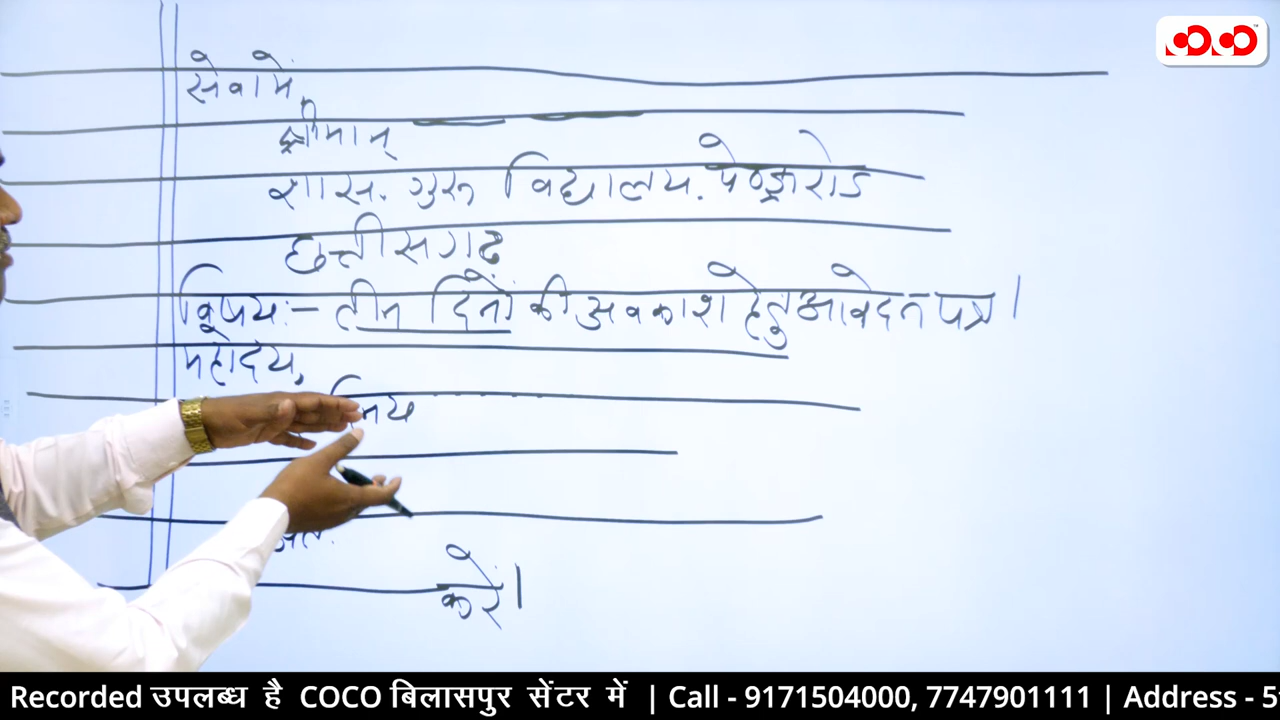 COCO
सेवामें,
श्रीमान्
शास. गुरु विद्यालय. पेण्ड्रारोड
छत्तीसगढ
विषय:- तीन दिनों की अवकाश हेतु आवेदन पत्र।
महोदय,
करें।
Recorded उपलब्ध है COCO बिलासपुर सेंटर में | Call - 9171504000, 7747901111 | Address -